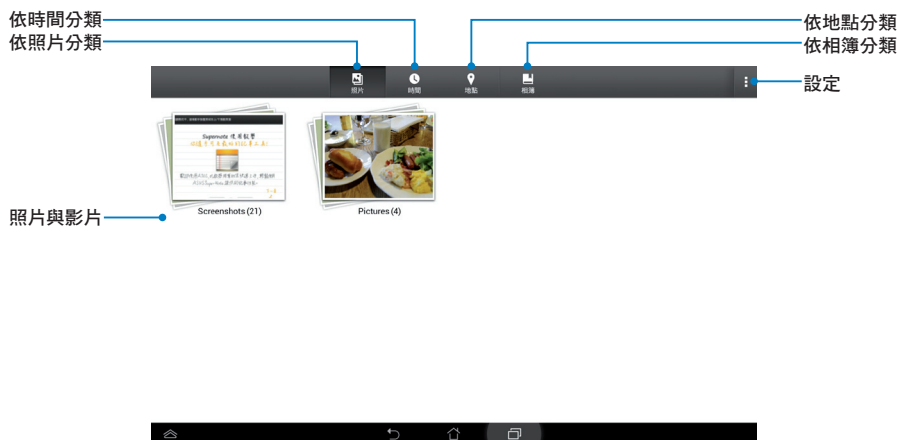 依時間分類
依照片分類
依地點分類
依相簿分類
設定
照片
時間
地點
相簿
Supernote 使用教學
Screenshots (21)
Pictures (4)
照片與影片